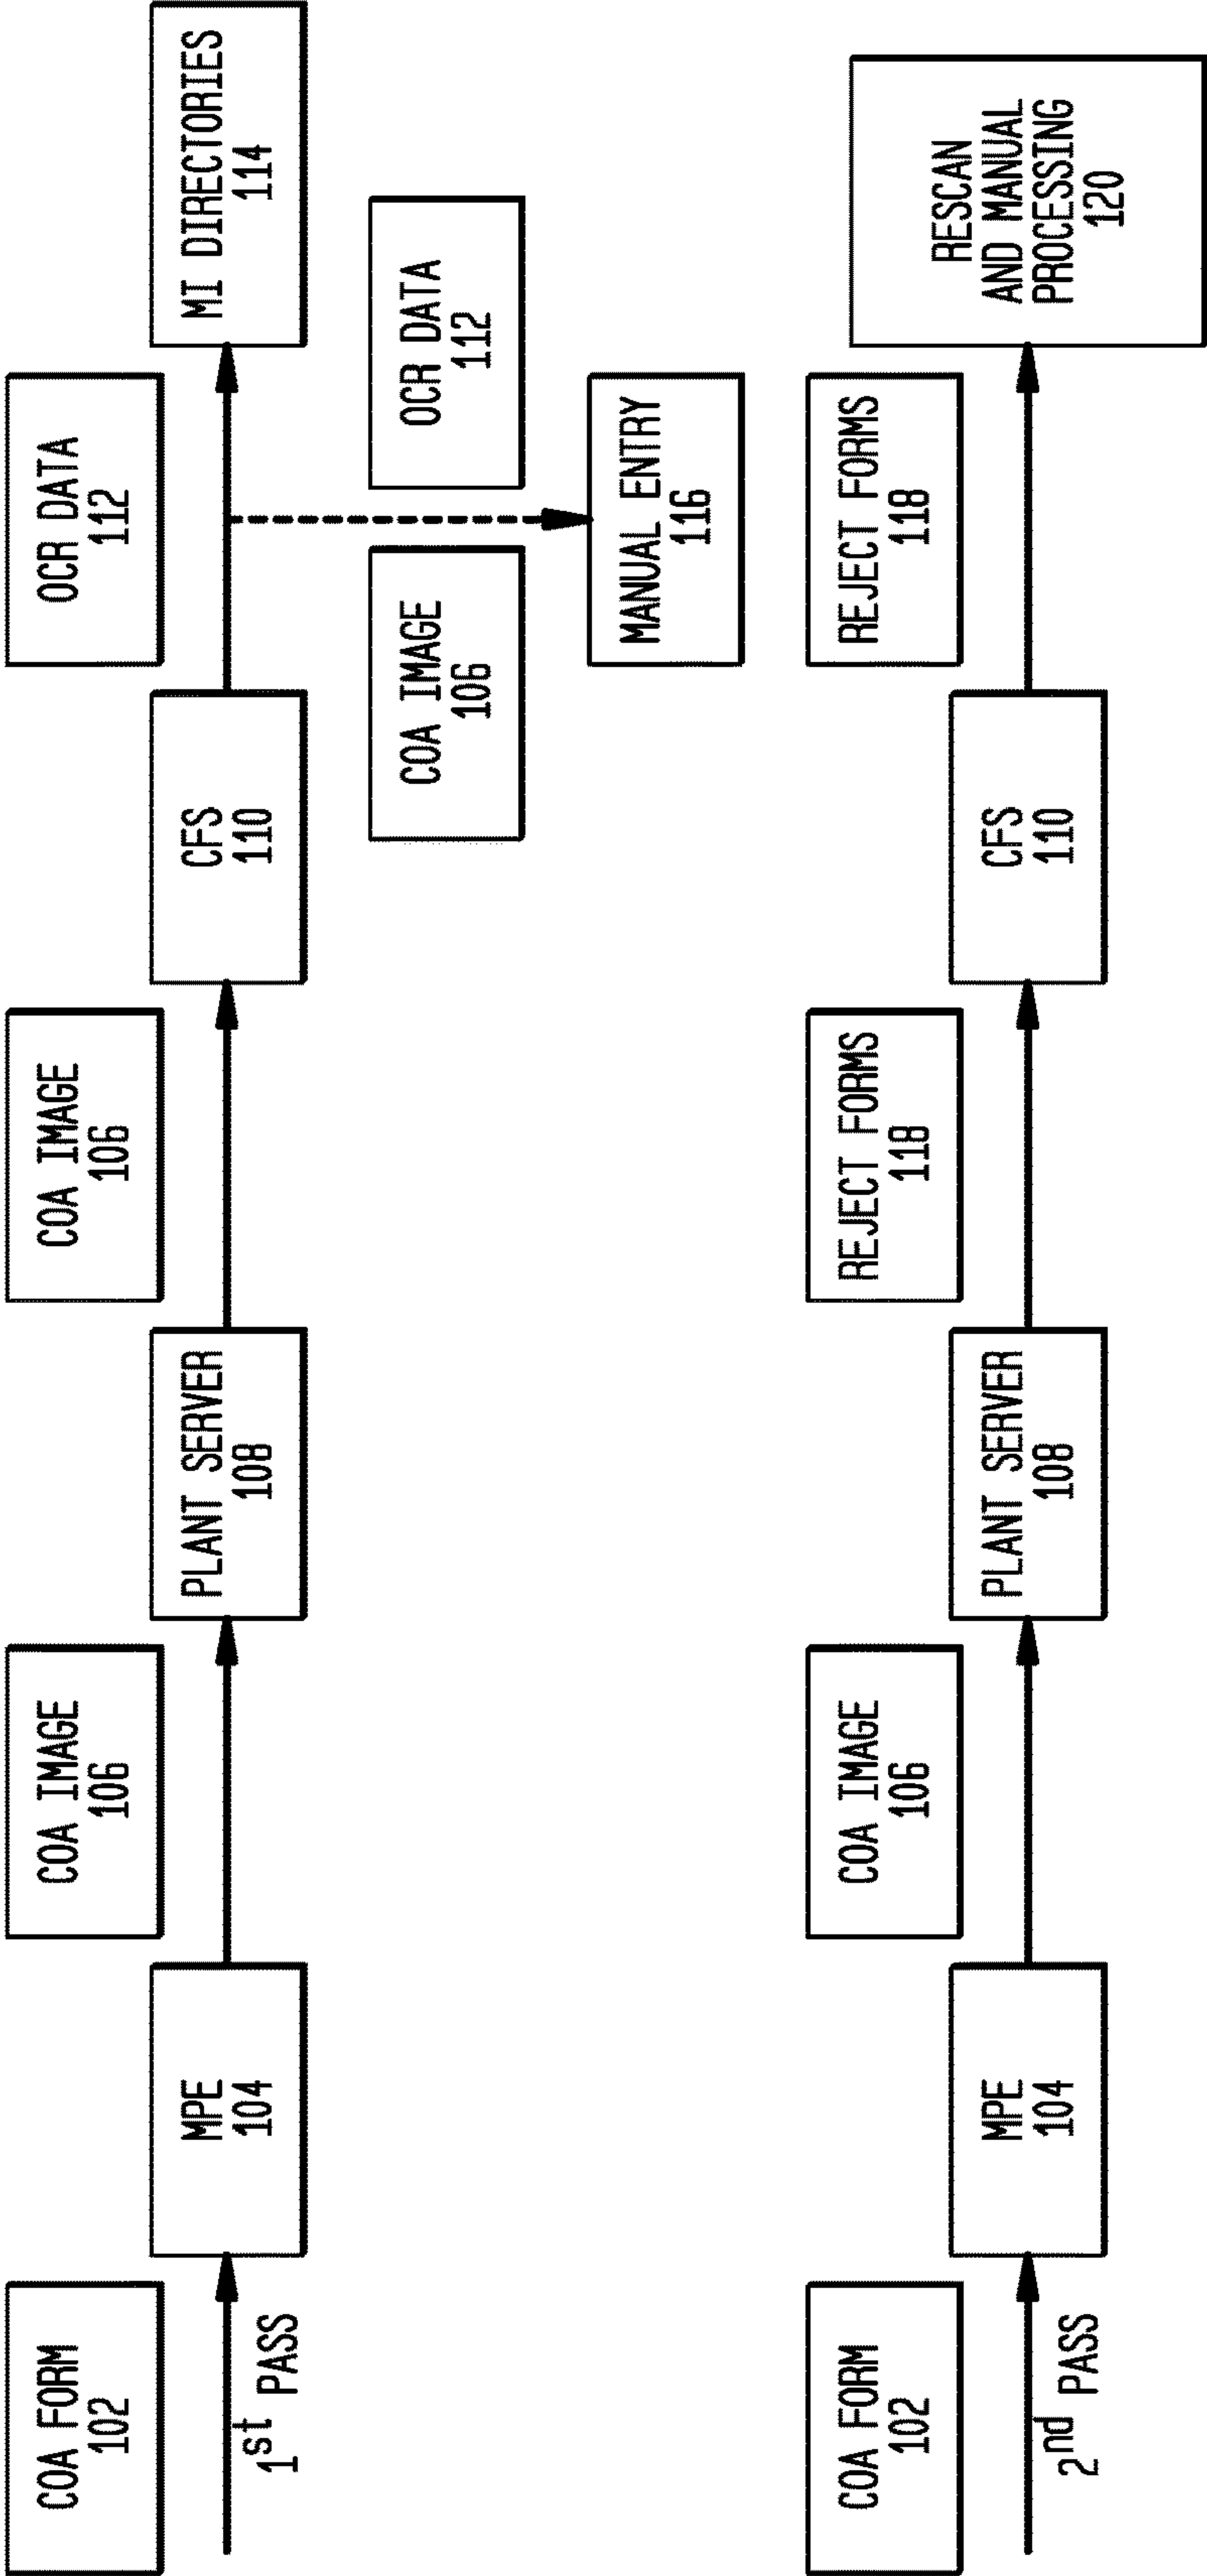 COA FORM
102
1st PASS
MPE
104
COA IMAGE
106
PLANT SERVER
108
COA IMAGE
106
CFS
110
OCR DATA
112
MI DIRECTORIES
114
COA IMAGE
106
OCR DATA
112
MANUAL ENTRY
116
COA FORM
102
2nd PASS
MPE
104
COA IMAGE
106
PLANT SERVER
108
REJECT FORMS
118
CFS
110
REJECT FORMS
118
RESCAN
AND MANUAL
PROCESSING
120